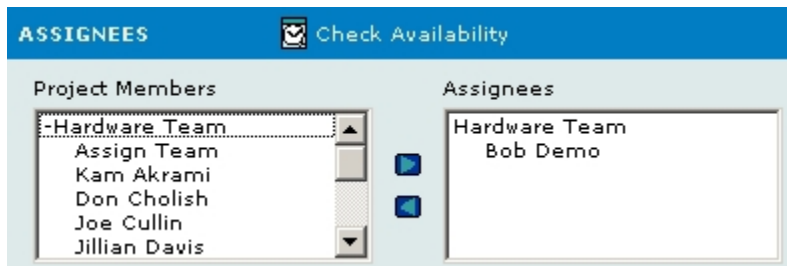 ASSIGNEES
Check Availability
Project Members
-Hardware Team
Assign Team
Kam Akrami
Don Cholish
Joe Cullin
Jillian Davis
Assignees
Hardware Team
Bob Demo